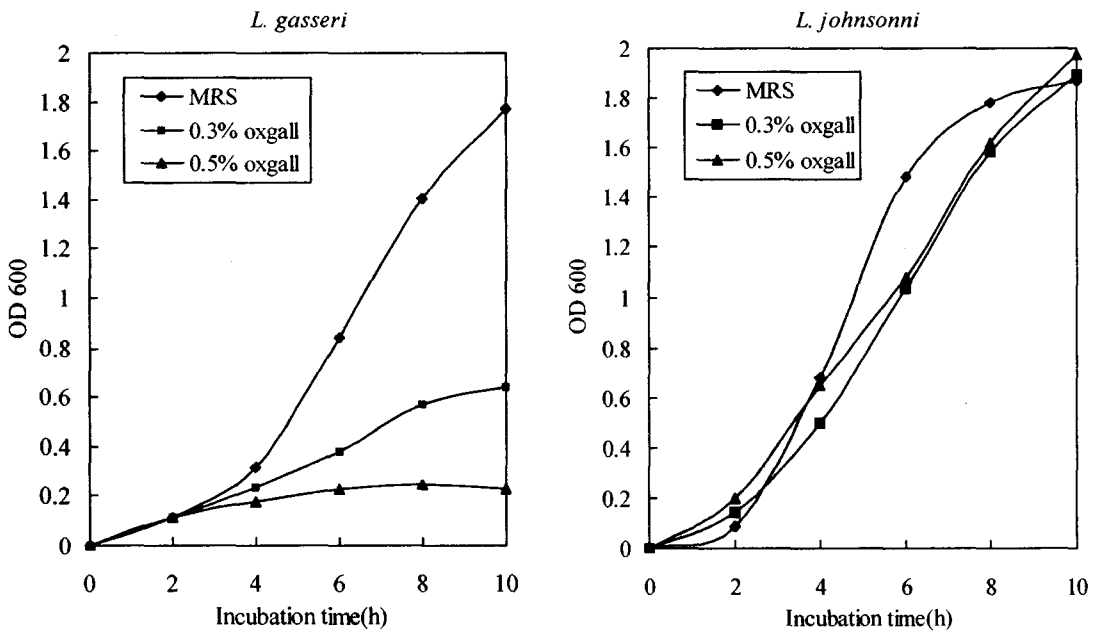 L. gasseri
2
1.8
1.6
1.4
1.2
1
0.8
0.6
0.4
0.2
0
OD 600
MRS
0.3% oxgall
0.5% oxgall
0 2 4 6 8 10
Incubation time(h)
L. johnsonni
2
1.8
1.6
1.4
1.2
1
0.8
0.6
0.4
0.2
0
OD 600
MRS
0.3% oxgall
0.5% oxgall
0 2 4 6 8 10
Incubation time(h)